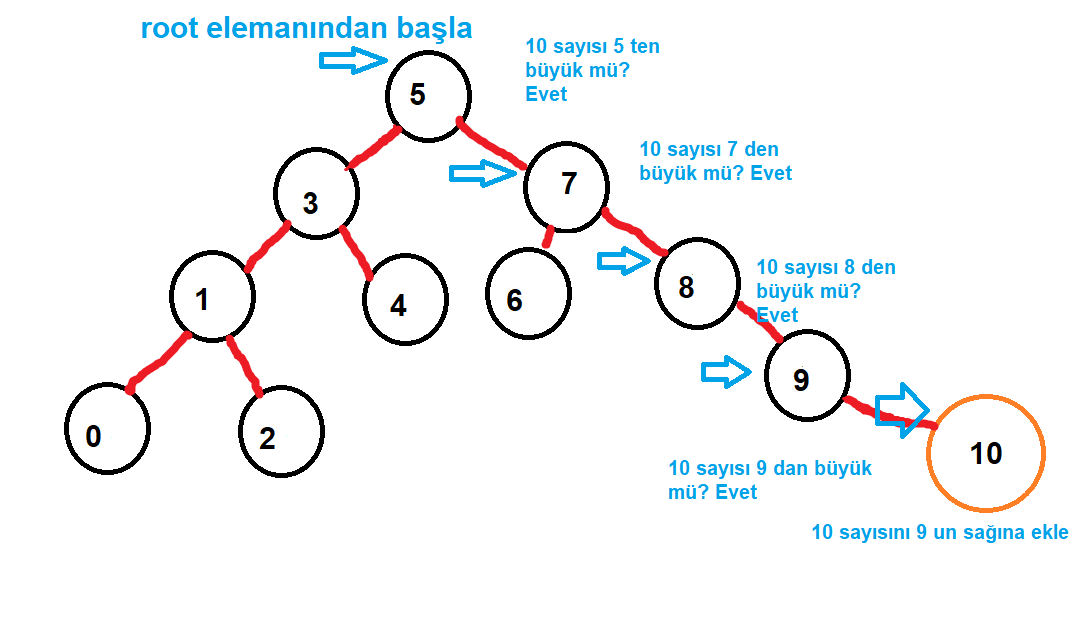 root elemanından başla
10 sayısı 5 ten
büyük mü?
Evet
5
10 sayısı 7 den
büyük mü? Evet
7
3
10 sayısı 8 den
büyük mü?
Evet
8
1
4
6
9
10
0
2
10 sayısı 9 dan büyük
mü? Evet
10 sayısını 9 un sağına ekle